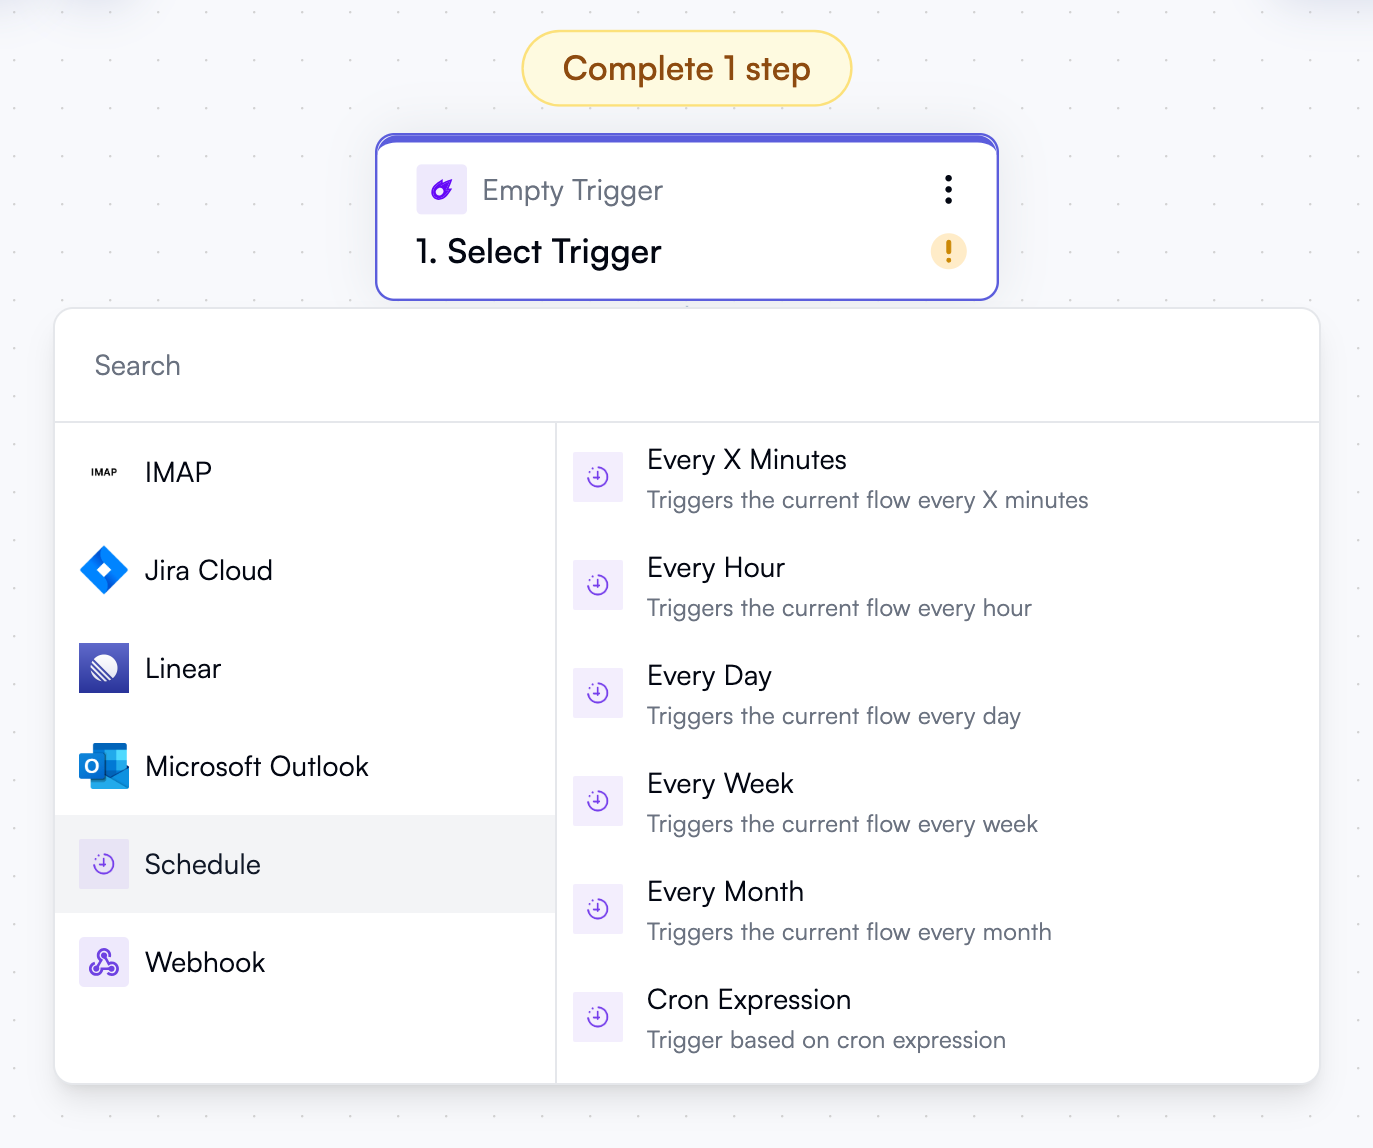 Complete 1 step
Empty Trigger
1. Select Trigger
Search
IMAP IMAP
Jira Cloud
Linear
Microsoft Outlook
Schedule
Webhook
Every X Minutes
Triggers the current flow every X minutes
Every Hour
Triggers the current flow every hour
Every Day
Triggers the current flow every day
Every Week
Triggers the current flow every week
Every Month
Triggers the current flow every month
Cron Expression
Trigger based on cron expression